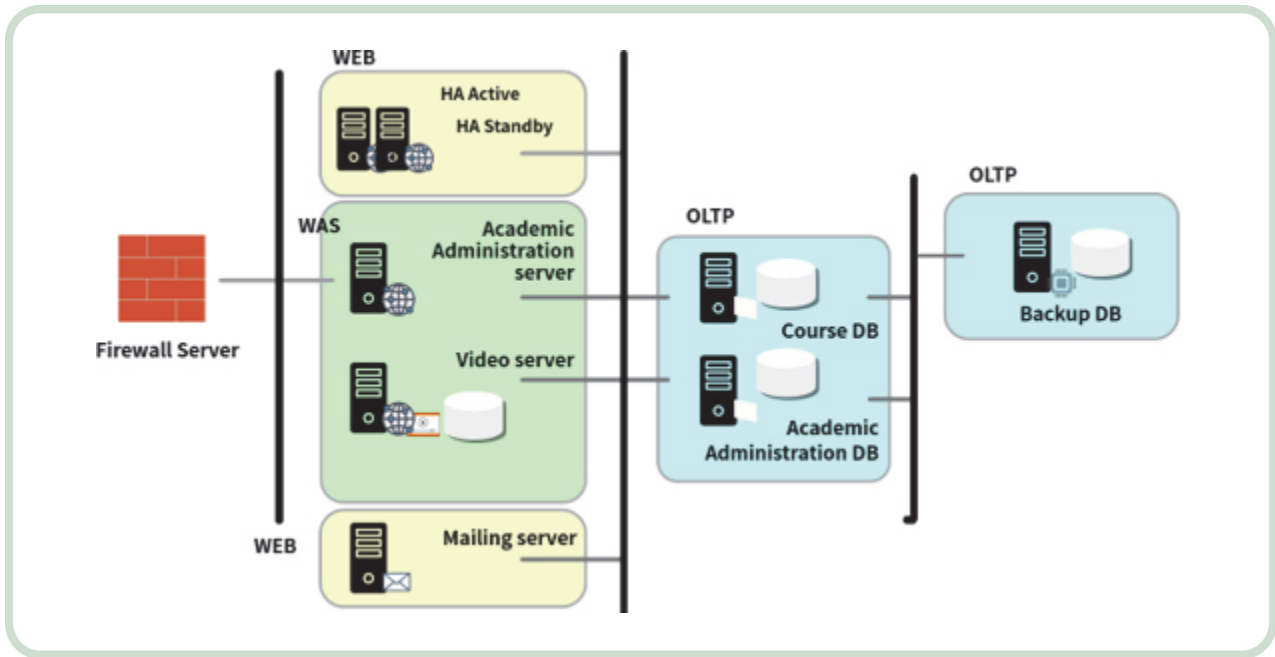 WEB
HA Active
HA Standby
WAS
Academic
Administration
server
Video server
Firewall Server
WEB
Mailing server
OLTP
Course DB
Academic
Administration DB
OLTP
Backup DB